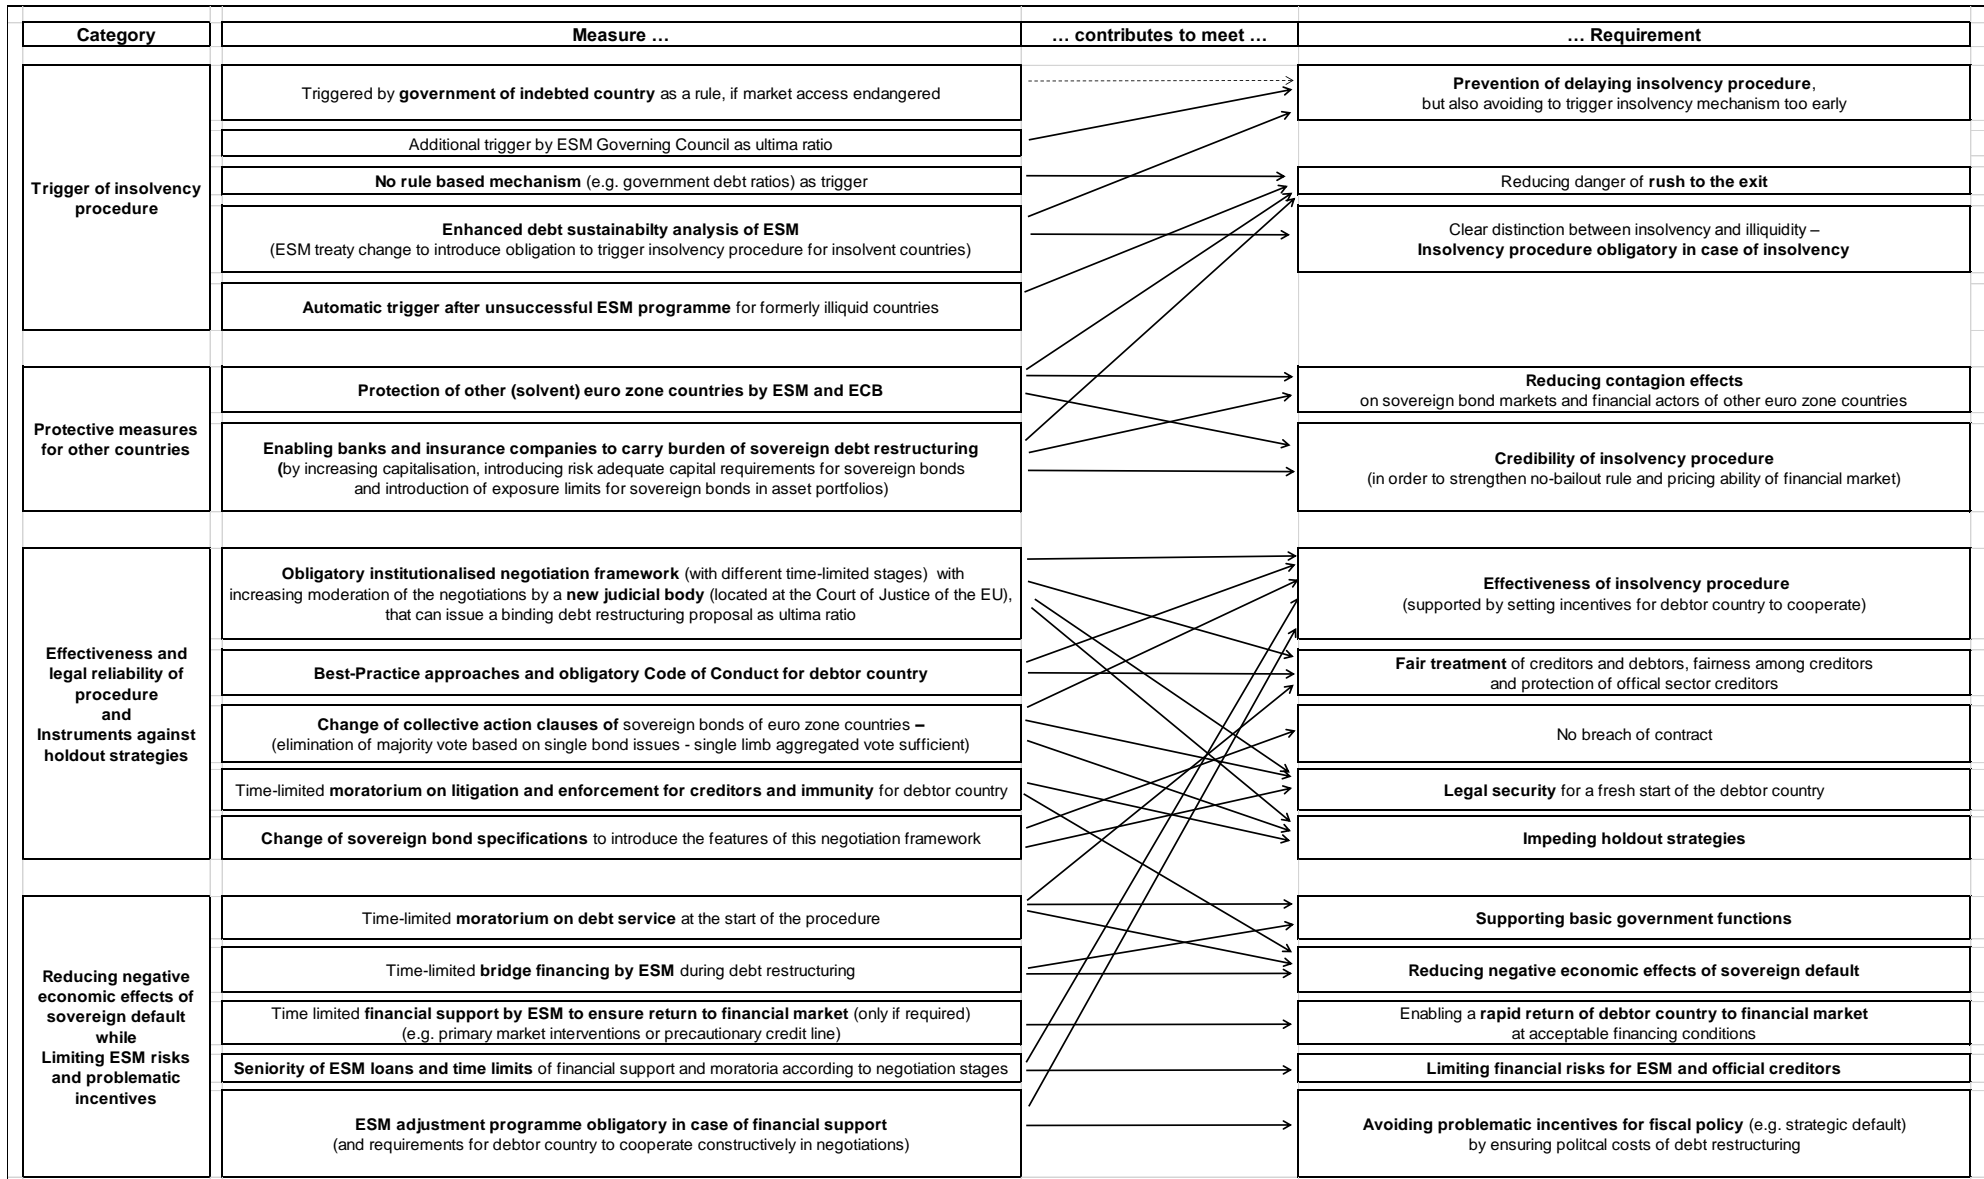 Category
Measure …
… contributes to meet …
… Requirement
Trigger of insolvency
procedure
Triggered by government of indebted country as a rule, if market access endangered
Additional trigger by ESM Governing Council as ultima ratio
No rule based mechanism (e.g. government debt ratios) as trigger
Enhanced debt sustainabilty analysis of ESM
(ESM treaty change to introduce obligation to trigger insolvency procedure for insolvent countries)
Automatic trigger after unsuccessful ESM programme for formerly illiquid countries
Prevention of delaying insolvency procedure,
but also avoiding to trigger insolvency mechanism too early
Reducing danger of rush to the exit
Clear distinction between insolvency and illiquidity –
Insolvency procedure obligatory in case of insolvency
Protective measures
for other countries
Protection of other (solvent) euro zone countries by ESM and ECB
Enabling banks and insurance companies to carry burden of sovereign debt restructuring
(by increasing capitalisation, introducing risk adequate capital requirements for sovereign bonds
and introduction of exposure limits for sovereign bonds in asset portfolios)
Reducing contagion effects
on sovereign bond markets and financial actors of other euro zone countries
Credibility of insolvency procedure
(in order to strengthen no-bailout rule and pricing ability of financial market)
Effectiveness and
legal reliability of
procedure
and
Instruments against
holdout strategies
Obligatory institutionalised negotiation framework (with different time-limited stages) with
increasing moderation of the negotiations by a new judicial body (located at the Court of Justice of the EU),
that can issue a binding debt restructuring proposal as ultima ratio
Best-Practice approaches and obligatory Code of Conduct for debtor country
Change of collective action clauses of sovereign bonds of euro zone countries –
(elimination of majority vote based on single bond issues - single limb aggregated vote sufficient)
Time-limited moratorium on litigation and enforcement for creditors and immunity for debtor country
Change of sovereign bond specifications to introduce the features of this negotiation framework
Effectiveness of insolvency procedure
(supported by setting incentives for debtor country to cooperate)
Fair treatment of creditors and debtors, fairness among creditors
and protection of offical sector creditors
No breach of contract
Legal security for a fresh start of the debtor country
Impeding holdout strategies
Reducing negative
economic effects of
sovereign default
while
Limiting ESM risks
and problematic
incentives
Time-limited moratorium on debt service at the start of the procedure
Time-limited bridge financing by ESM during debt restructuring
Time limited financial support by ESM to ensure return to financial market (only if required)
(e.g. primary market interventions or precautionary credit line)
Seniority of ESM loans and time limits of financial support and moratoria according to negotiation stages
ESM adjustment programme obligatory in case of financial support
(and requirements for debtor country to cooperate constructively in negotiations)
Supporting basic government functions
Reducing negative economic effects of sovereign default
Enabling a rapid return of debtor country to financial market
at acceptable financing conditions
Limiting financial risks for ESM and official creditors
Avoiding problematic incentives for fiscal policy (e.g. strategic default)
by ensuring politcal costs of debt restructuring